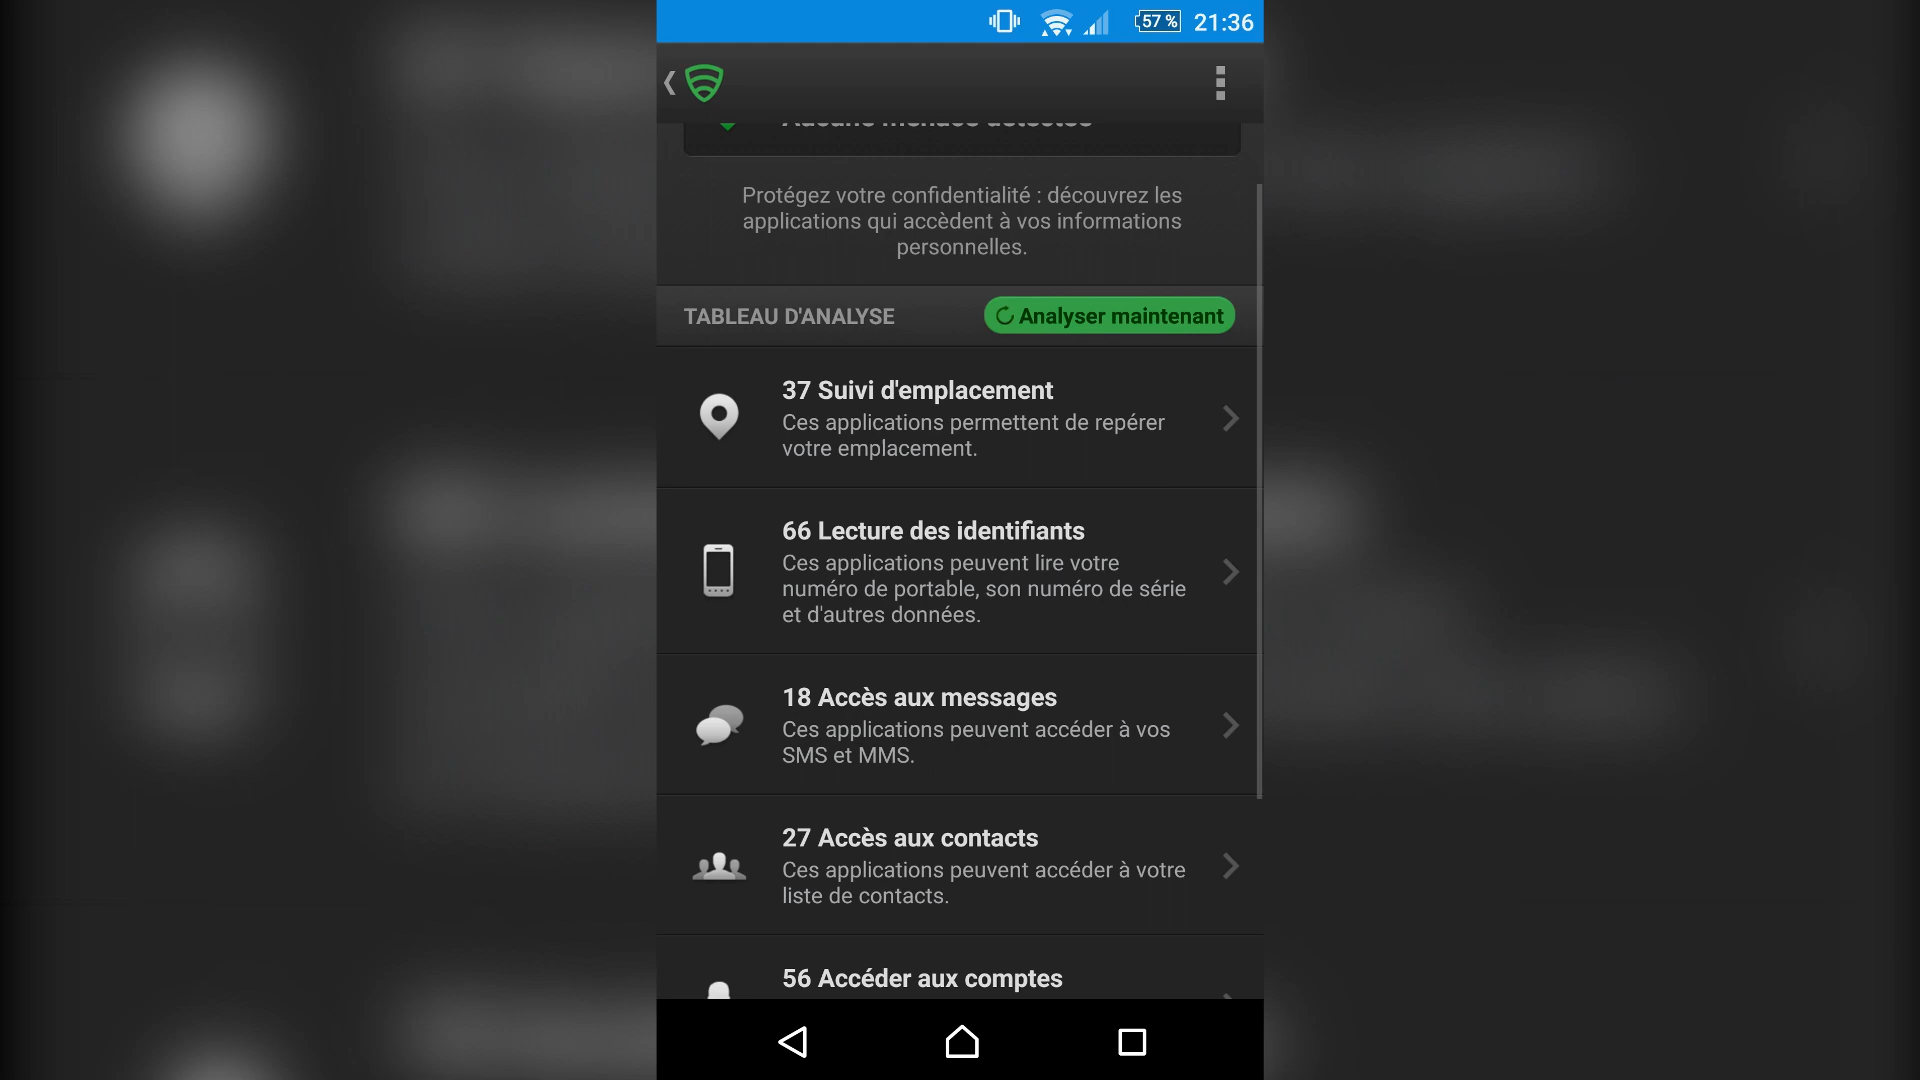 57 % 21:36
Aucune menace détectée
Protégez votre confidentialité : découvrez les
applications qui accèdent à vos informations
personnelles.
TABLEAU D'ANALYSE Analyser maintenant
37 Suivi d'emplacement
Ces applications permettent de repérer
votre emplacement.
66 Lecture des identifiants
Ces applications peuvent lire votre
numéro de portable, son numéro de série
et d'autres données.
18 Accès aux messages
Ces applications peuvent accéder à vos
SMS et MMS.
27 Accès aux contacts
Ces applications peuvent accéder à votre
liste de contacts.
56 Accéder aux comptes